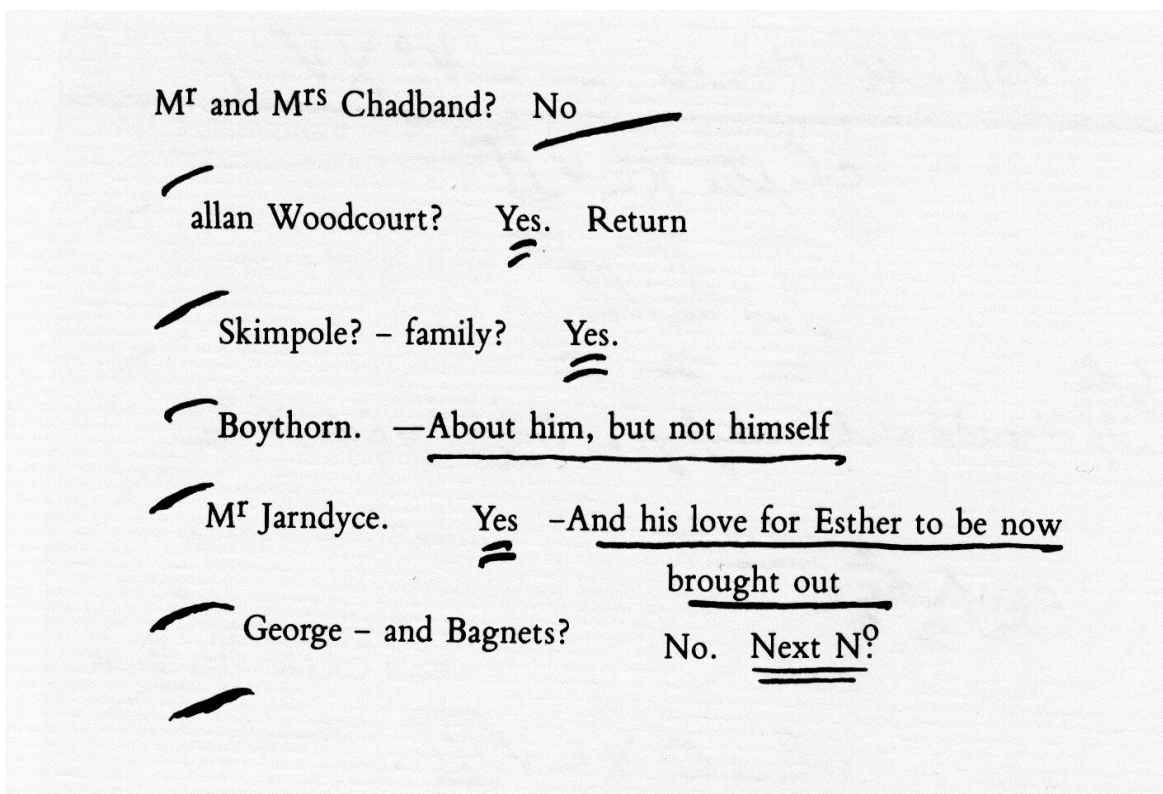 Mr and Mrs Chadband? No
allan Woodcourt? Yes. Return
Skimpole? – family? Yes.
Boythorn. —About him, but not himself
Mr Jarndyce. Yes –And his love for Esther to be now
brought out
George – and Bagnets?
No. Next No.